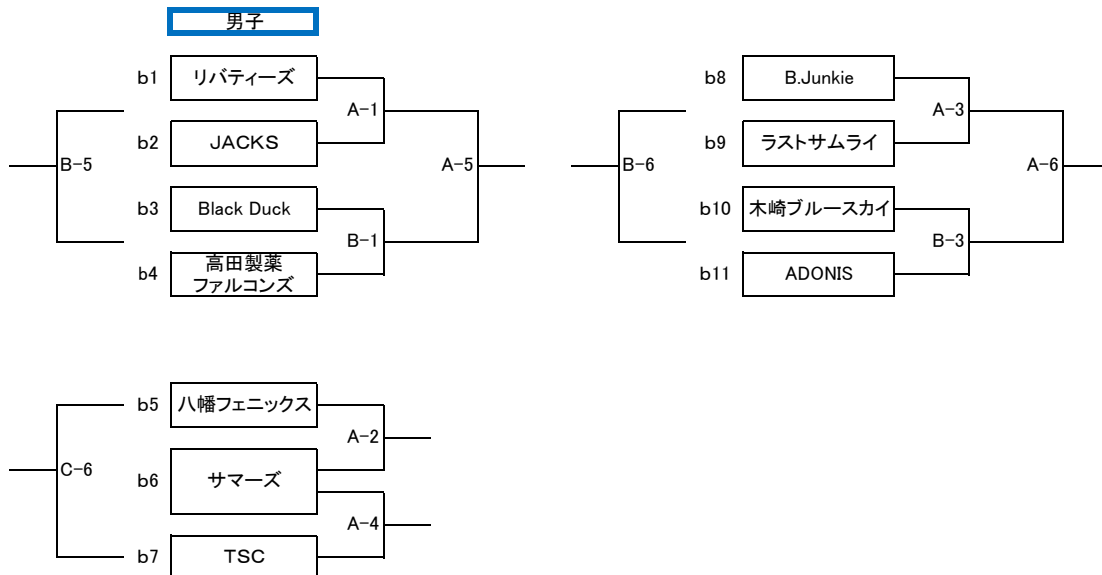 男子
b1 リバティーズ
A-1
b2 JACKS
B-5
A-5
b3 Black Duck
B-1
b4 高田製薬
ファルコンズ
b8 B.Junkie
A-3
b9 ラストサムライ
B-6
A-6
b10 木崎ブルースカイ
B-3
b11 ADONIS
b5 八幡フェニックス
A-2
C-6
b6 サマーズ
A-4
b7 TSC